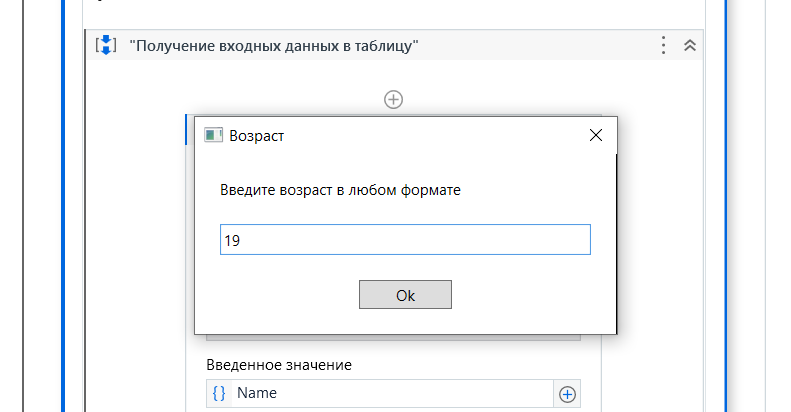 "Получение входных данных в таблицу"
Возраст
Введите возраст в любом формате
19
Ok
Введенное значение
{} Name